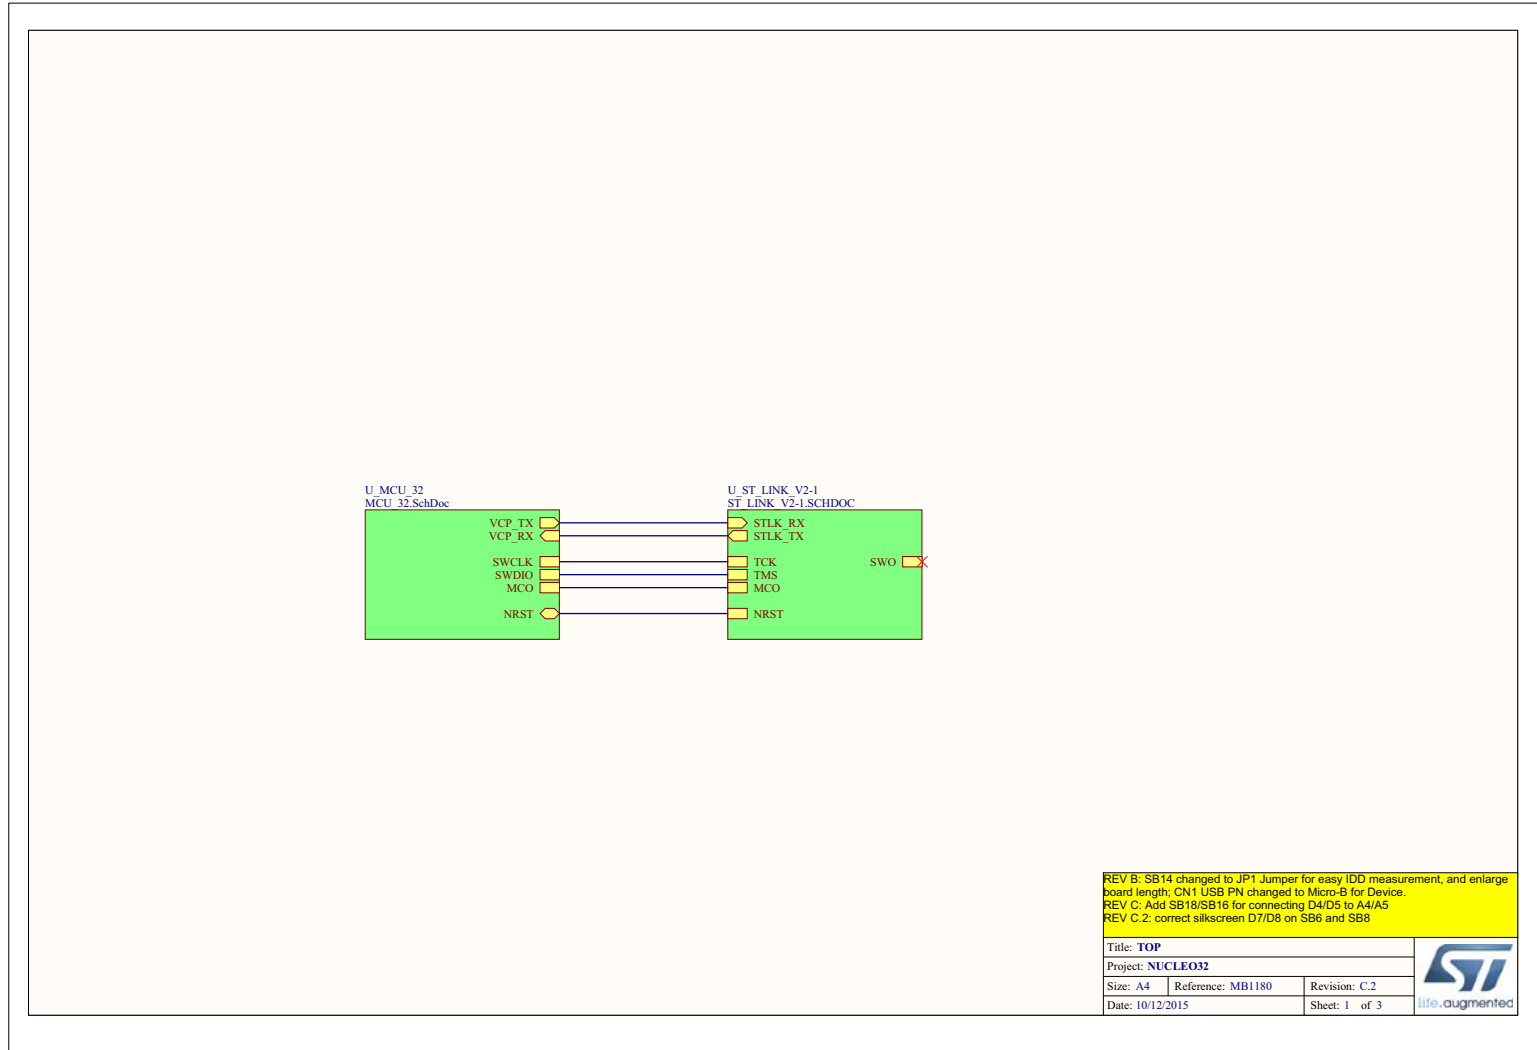 U_MCU_32
MCU_32.SchDoc
VCP_TX
VCP_RX
SWCLK
SWDIO
MCO
NRST
U_ST_LINK_V2-1
ST_LINK_V2-1.SCHDOC
STLK_RX
STLK_TX
TCK
TMS
MCO
NRST
SWO
REV B: SB14 changed to JP1 Jumper for easy IDD measurement, and enlarge
board length; CN1 USB PN changed to Micro-B for Device.
REV C: Add SB18/SB16 for connecting D4/D5 to A4/A5
REV C.2: correct silkscreen D7/D8 on SB6 and SB8
Title: TOP
Project: NUCLEO32
Size: A4 Reference: MB1180 Revision: C.2
Date: 10/12/2015 Sheet: 1 of 3
ST
life.augmented